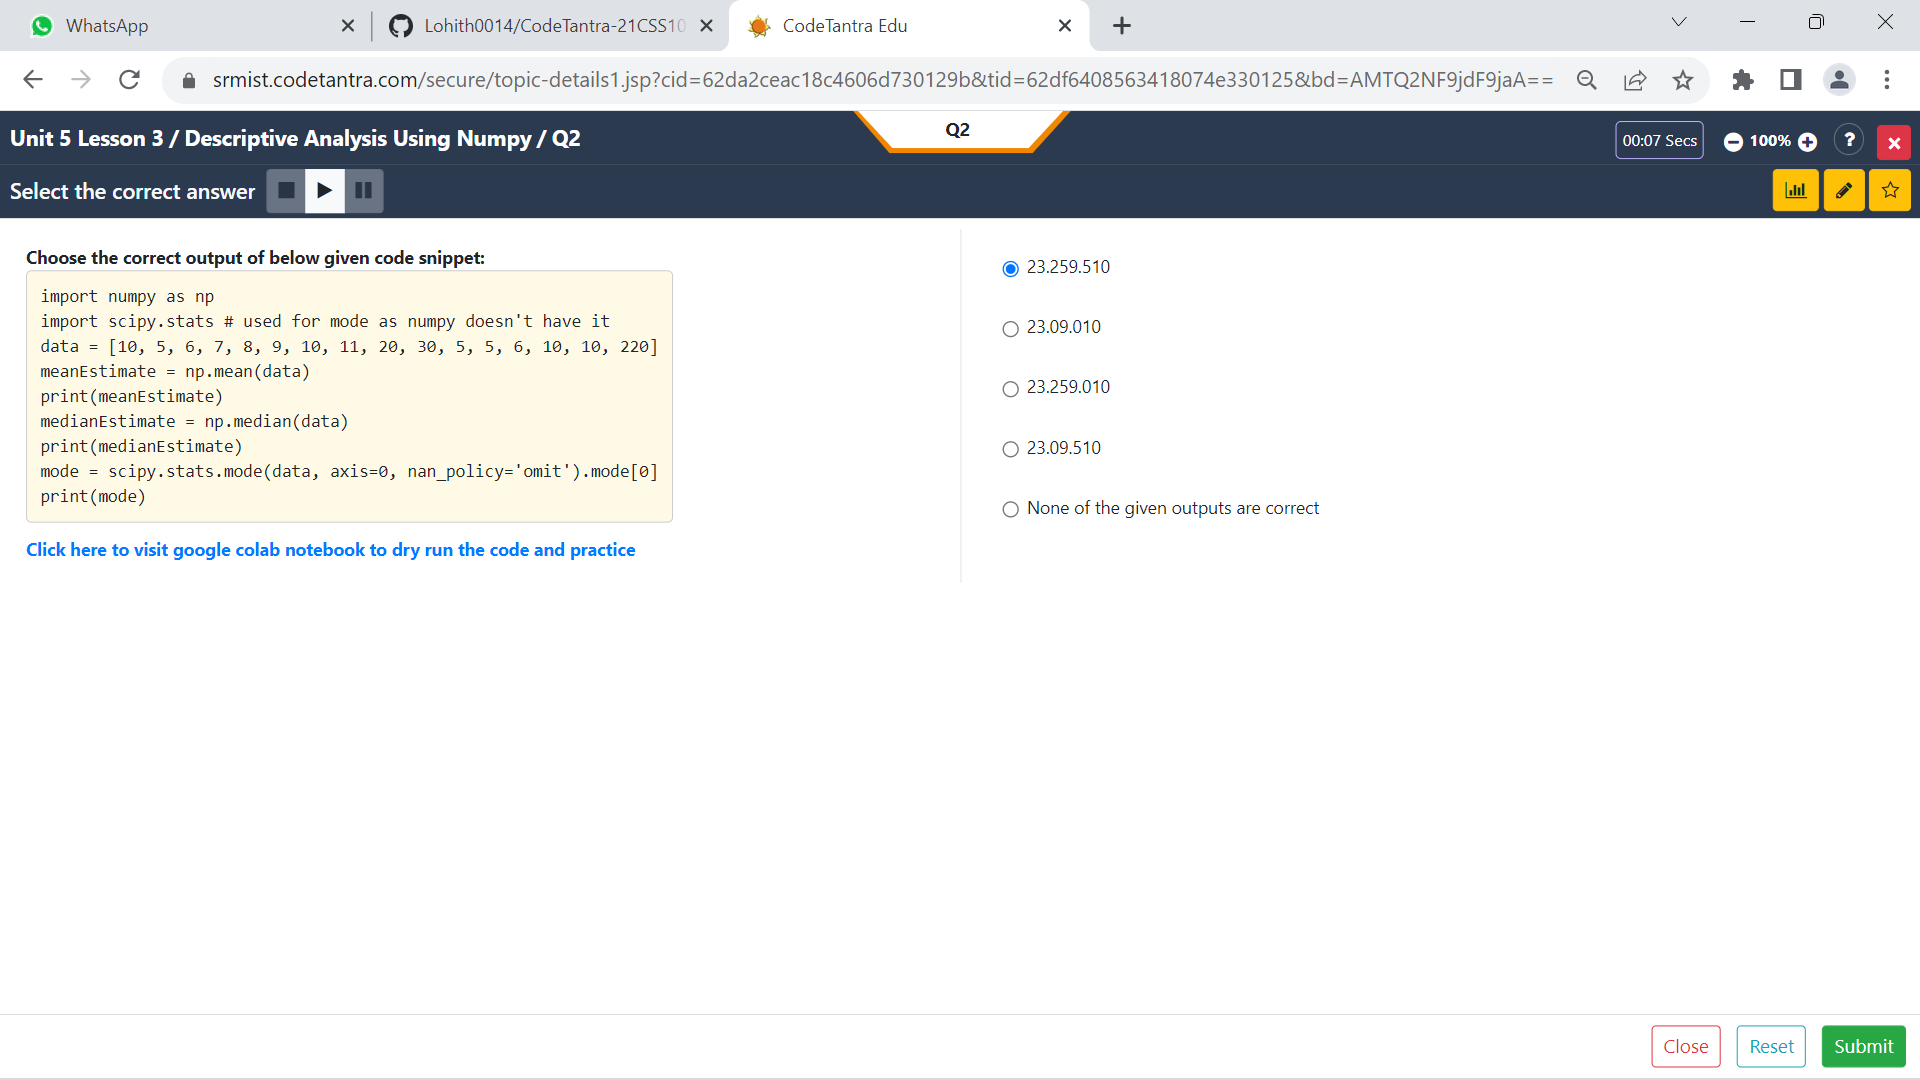 WhatsApp
Lohith0014/CodeTantra-21CSS10
CodeTantra Edu
srmist.codetantra.com/secure/topic-details1.jsp?cid=62da2ceac18c4606d730129b&tid=62df6408563418074e330125&bd=AMTQ2NF9jdF9jaA==
Unit 5 Lesson 3 / Descriptive Analysis Using Numpy / Q2
Q2
00:07 Secs
100%
?
Select the correct answer
Choose the correct output of below given code snippet:
import numpy as np
import scipy.stats # used for mode as numpy doesn't have it
data = [10, 5, 6, 7, 8, 9, 10, 11, 20, 30, 5, 5, 6, 10, 10, 220]
meanEstimate = np.mean(data)
print(meanEstimate)
medianEstimate = np.median(data)
print(medianEstimate)
mode = scipy.stats.mode(data, axis=0, nan_policy='omit').mode[0]
print(mode)
Click here to visit google colab notebook to dry run the code and practice
23.259.510
23.09.010
23.259.010
23.09.510
None of the given outputs are correct
Close
Reset
Submit